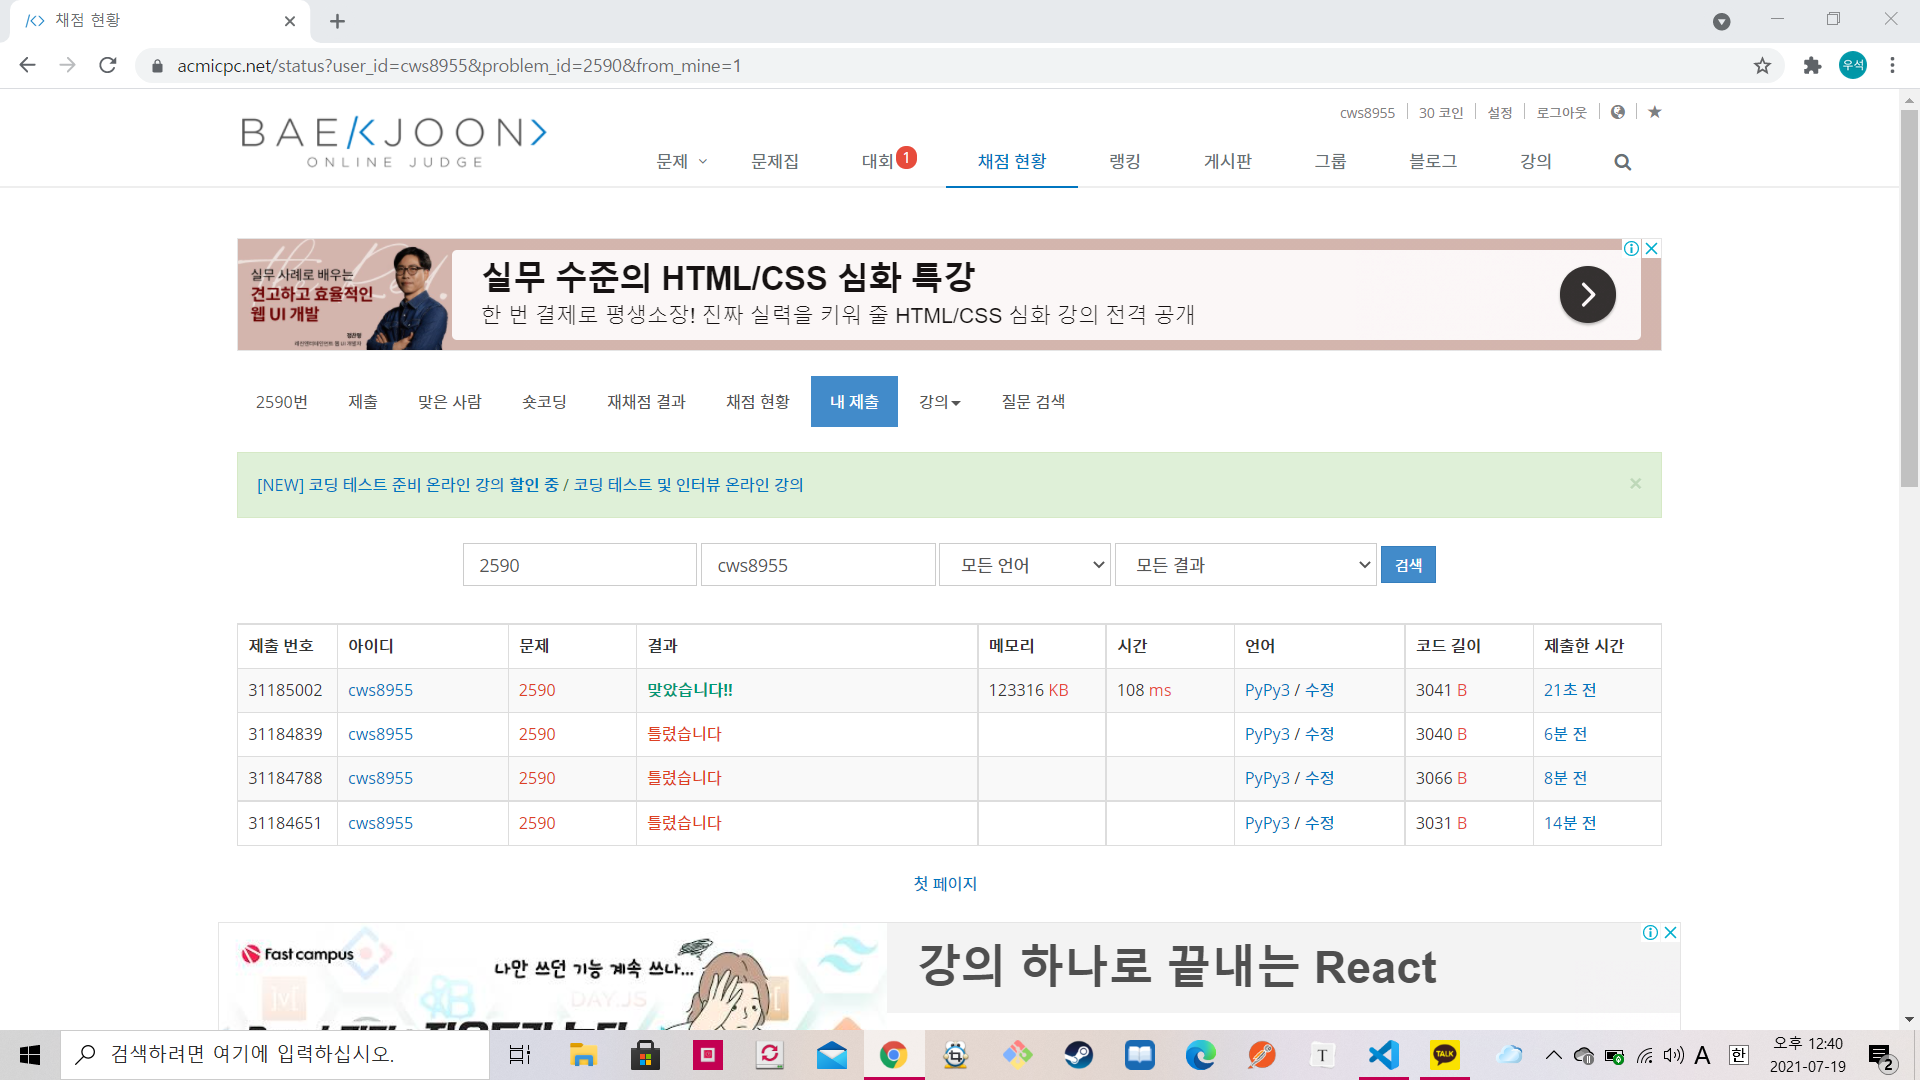 채점 현황
acmicpc.net/status?user_id=cws8955&problem_id=2590&from_mine=1
우석
cws8955 30 코인 설정 로그아웃
BAEKJOON
ONLINE JUDGE
문제 문제집 대회 1 채점 현황 랭킹 게시판 그룹 블로그 강의
실무 사례로 배우는
견고하고 효율적인
웹 UI 개발
실무 수준의 HTML/CSS 심화 특강
한 번 결제로 평생소장! 진짜 실력을 키워 줄 HTML/CSS 심화 강의 전격 공개
2590번 제출 맞은 사람 숏코딩 재채점 결과 채점 현황 내 제출 강의 질문 검색
[NEW] 코딩 테스트 준비 온라인 강의 할인 중 / 코딩 테스트 및 인터뷰 온라인 강의
×
2590 cws8955 모든 언어 모든 결과 검색
제출 번호 아이디 문제 결과 메모리 시간 언어 코드 길이 제출한 시간
31185002 cws8955 2590 맞았습니다!! 123316 KB 108 ms PyPy3 / 수정 3041 B 21초 전
31184839 cws8955 2590 틀렸습니다 PyPy3 / 수정 3040 B 6분 전
31184788 cws8955 2590 틀렸습니다 PyPy3 / 수정 3066 B 8분 전
31184651 cws8955 2590 틀렸습니다 PyPy3 / 수정 3031 B 14분 전
첫 페이지
Fast campus
나만 쓰던 기능 계속 쓰나...
DAY.JS
강의 하나로 끝내는 React
검색하려면 여기에 입력하십시오.
T
TALK
A 한
오후 12:40
2021-07-19
2